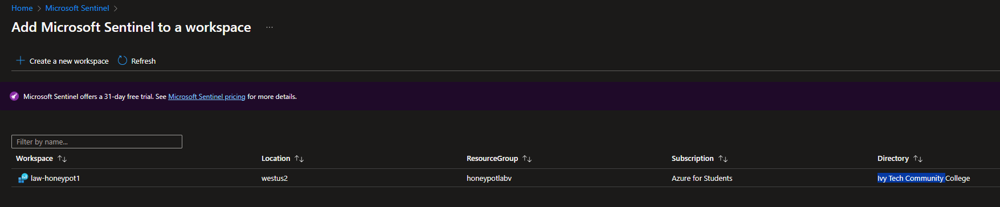 Home > Microsoft Sentinel >
Add Microsoft Sentinel to a workspace ...
+ Create a new workspace Refresh
Microsoft Sentinel offers a 31-day free trial. See Microsoft Sentinel pricing for more details.
Filter by name...
Workspace ↑↓ Location ↑↓ ResourceGroup ↑↓ Subscription ↑↓ Directory ↑↓
law-honeypot1 westus2 honeypotlabv Azure for Students Ivy Tech Community College